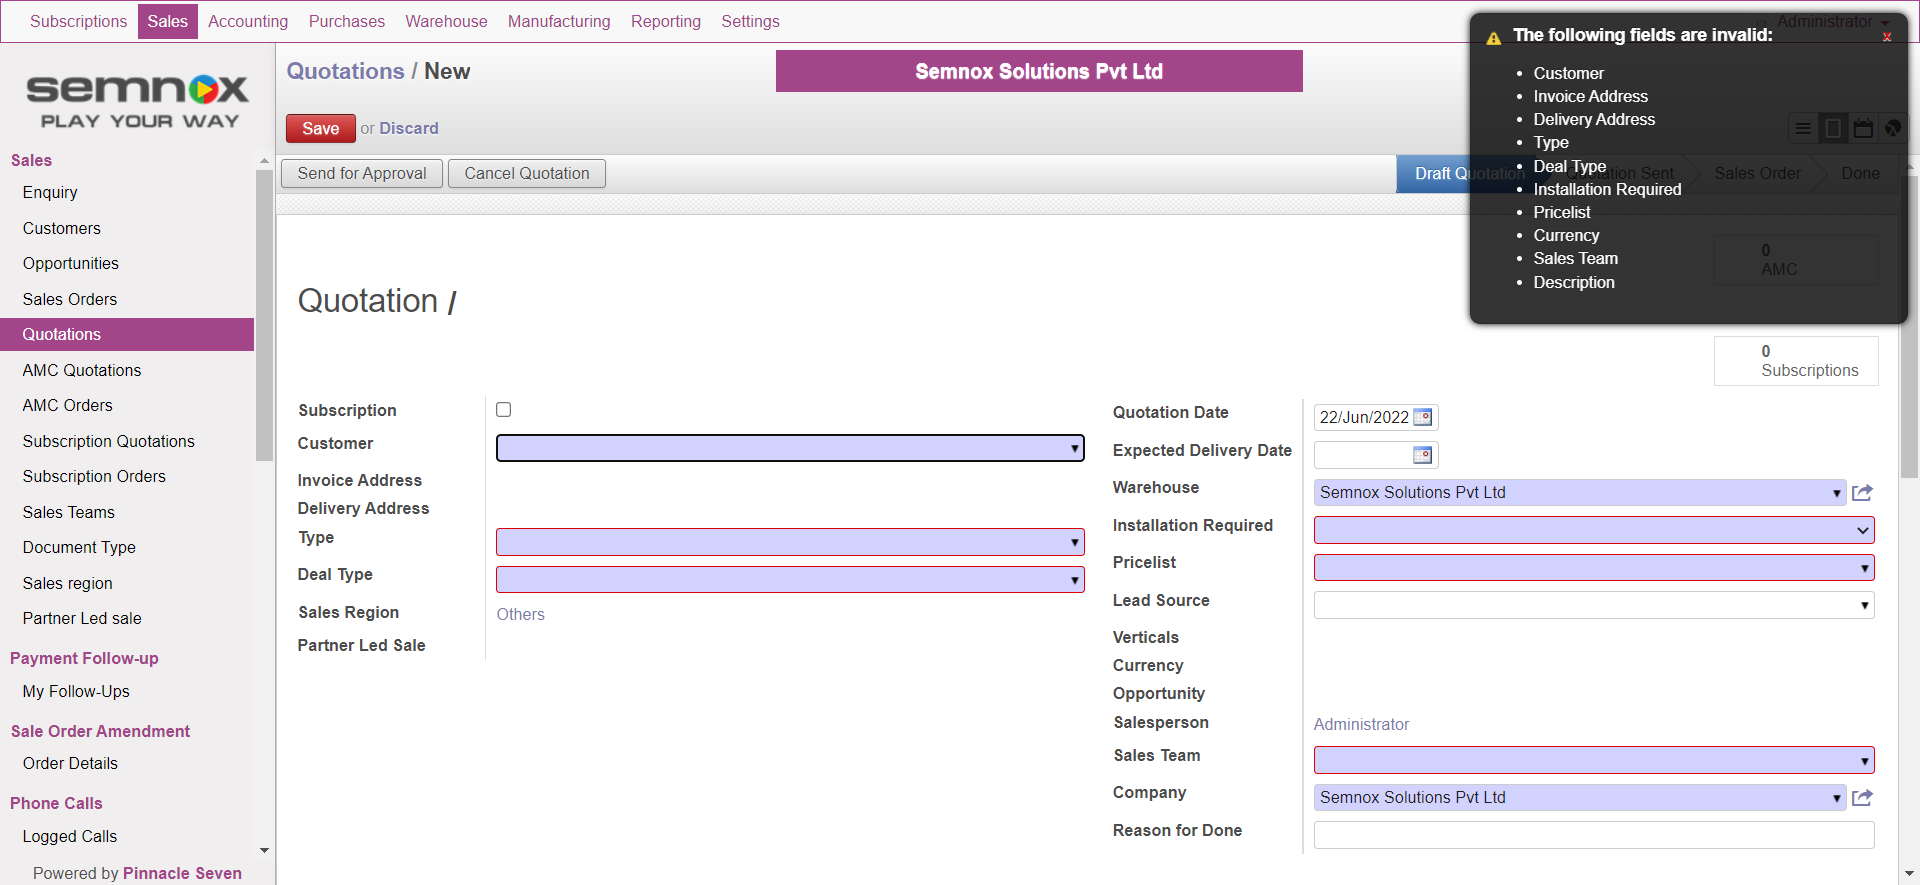 Subscriptions Sales Accounting Purchases Warehouse Manufacturing Reporting Settings Administrator
semnox
PLAY YOUR WAY
Sales
Enquiry
Customers
Opportunities
Sales Orders
Quotations
AMC Quotations
AMC Orders
Subscription Quotations
Subscription Orders
Sales Teams
Document Type
Sales region
Partner Led sale
Payment Follow-up
My Follow-Ups
Sale Order Amendment
Order Details
Phone Calls
Logged Calls
Powered by Pinnacle Seven
Quotations / New
Semnox Solutions Pvt Ltd
Save or Discard
Send for Approval Cancel Quotation
Draft Quotation Quotation Sent Sales Order Done
The following fields are invalid: x
• Customer
• Invoice Address
• Delivery Address
• Type
• Deal Type
• Installation Required
• Pricelist
• Currency
• Sales Team
• Description
0
AMC
0
Subscriptions
Quotation /
Subscription
Customer
Invoice Address
Delivery Address
Type
Deal Type
Sales Region Others
Partner Led Sale
Quotation Date 22/Jun/2022
Expected Delivery Date
Warehouse Semnox Solutions Pvt Ltd
Installation Required
Pricelist
Lead Source
Verticals
Currency
Opportunity
Salesperson Administrator
Sales Team
Company Semnox Solutions Pvt Ltd
Reason for Done